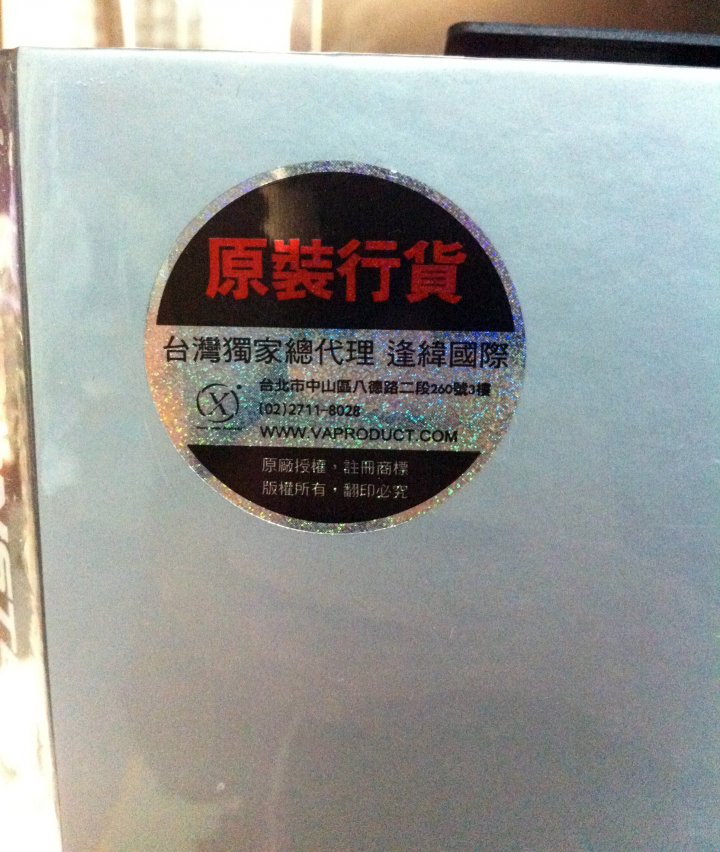 原裝行貨
台灣獨家總代理 逢緯國際
台北市中山區八德路二段260號3樓
(02)2711-8028
WWW.VAPRODUCT.COM
原廠授權，註冊商標
版權所有，翻印必究